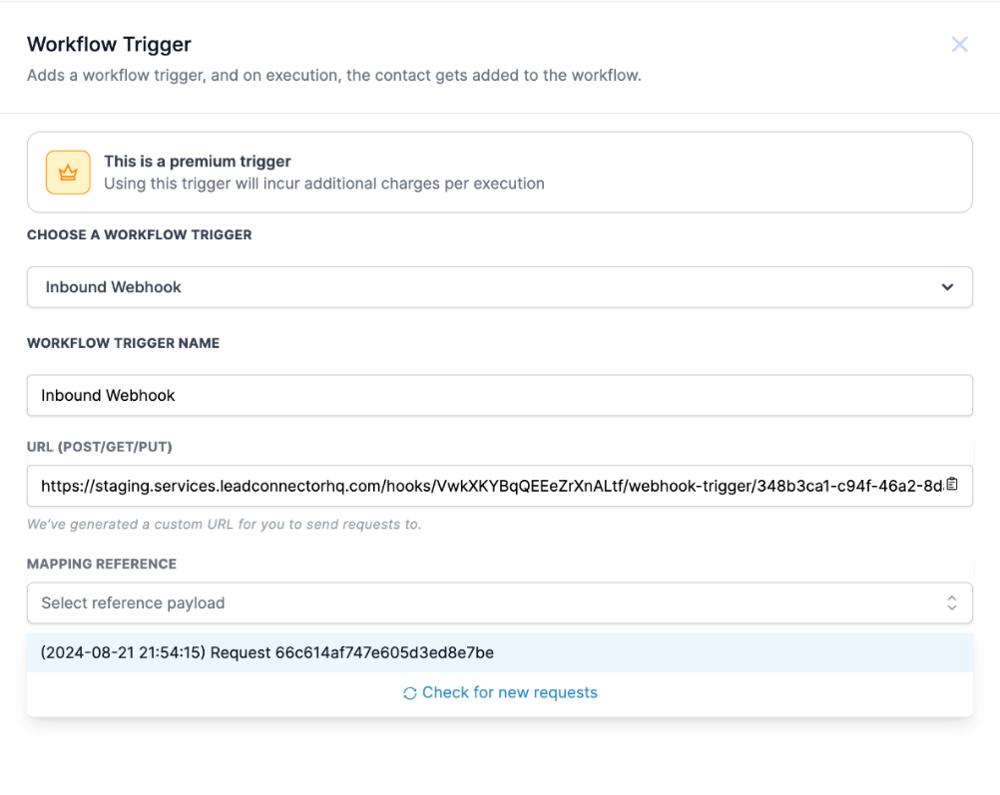 Workflow Trigger
Adds a workflow trigger, and on execution, the contact gets added to the workflow.
This is a premium trigger
Using this trigger will incur additional charges per execution
CHOOSE A WORKFLOW TRIGGER
Inbound Webhook
WORKFLOW TRIGGER NAME
Inbound Webhook
URL (POST/GET/PUT)
https://staging.services.leadconnectorhq.com/hooks/VwkXKYBqQEEeZrXnALtf/webhook-trigger/348b3ca1-c94f-46a2-8d
We've generated a custom URL for you to send requests to.
MAPPING REFERENCE
Select reference payload
(2024-08-21 21:54:15) Request 66c614af747e605d3ed8e7be
Check for new requests